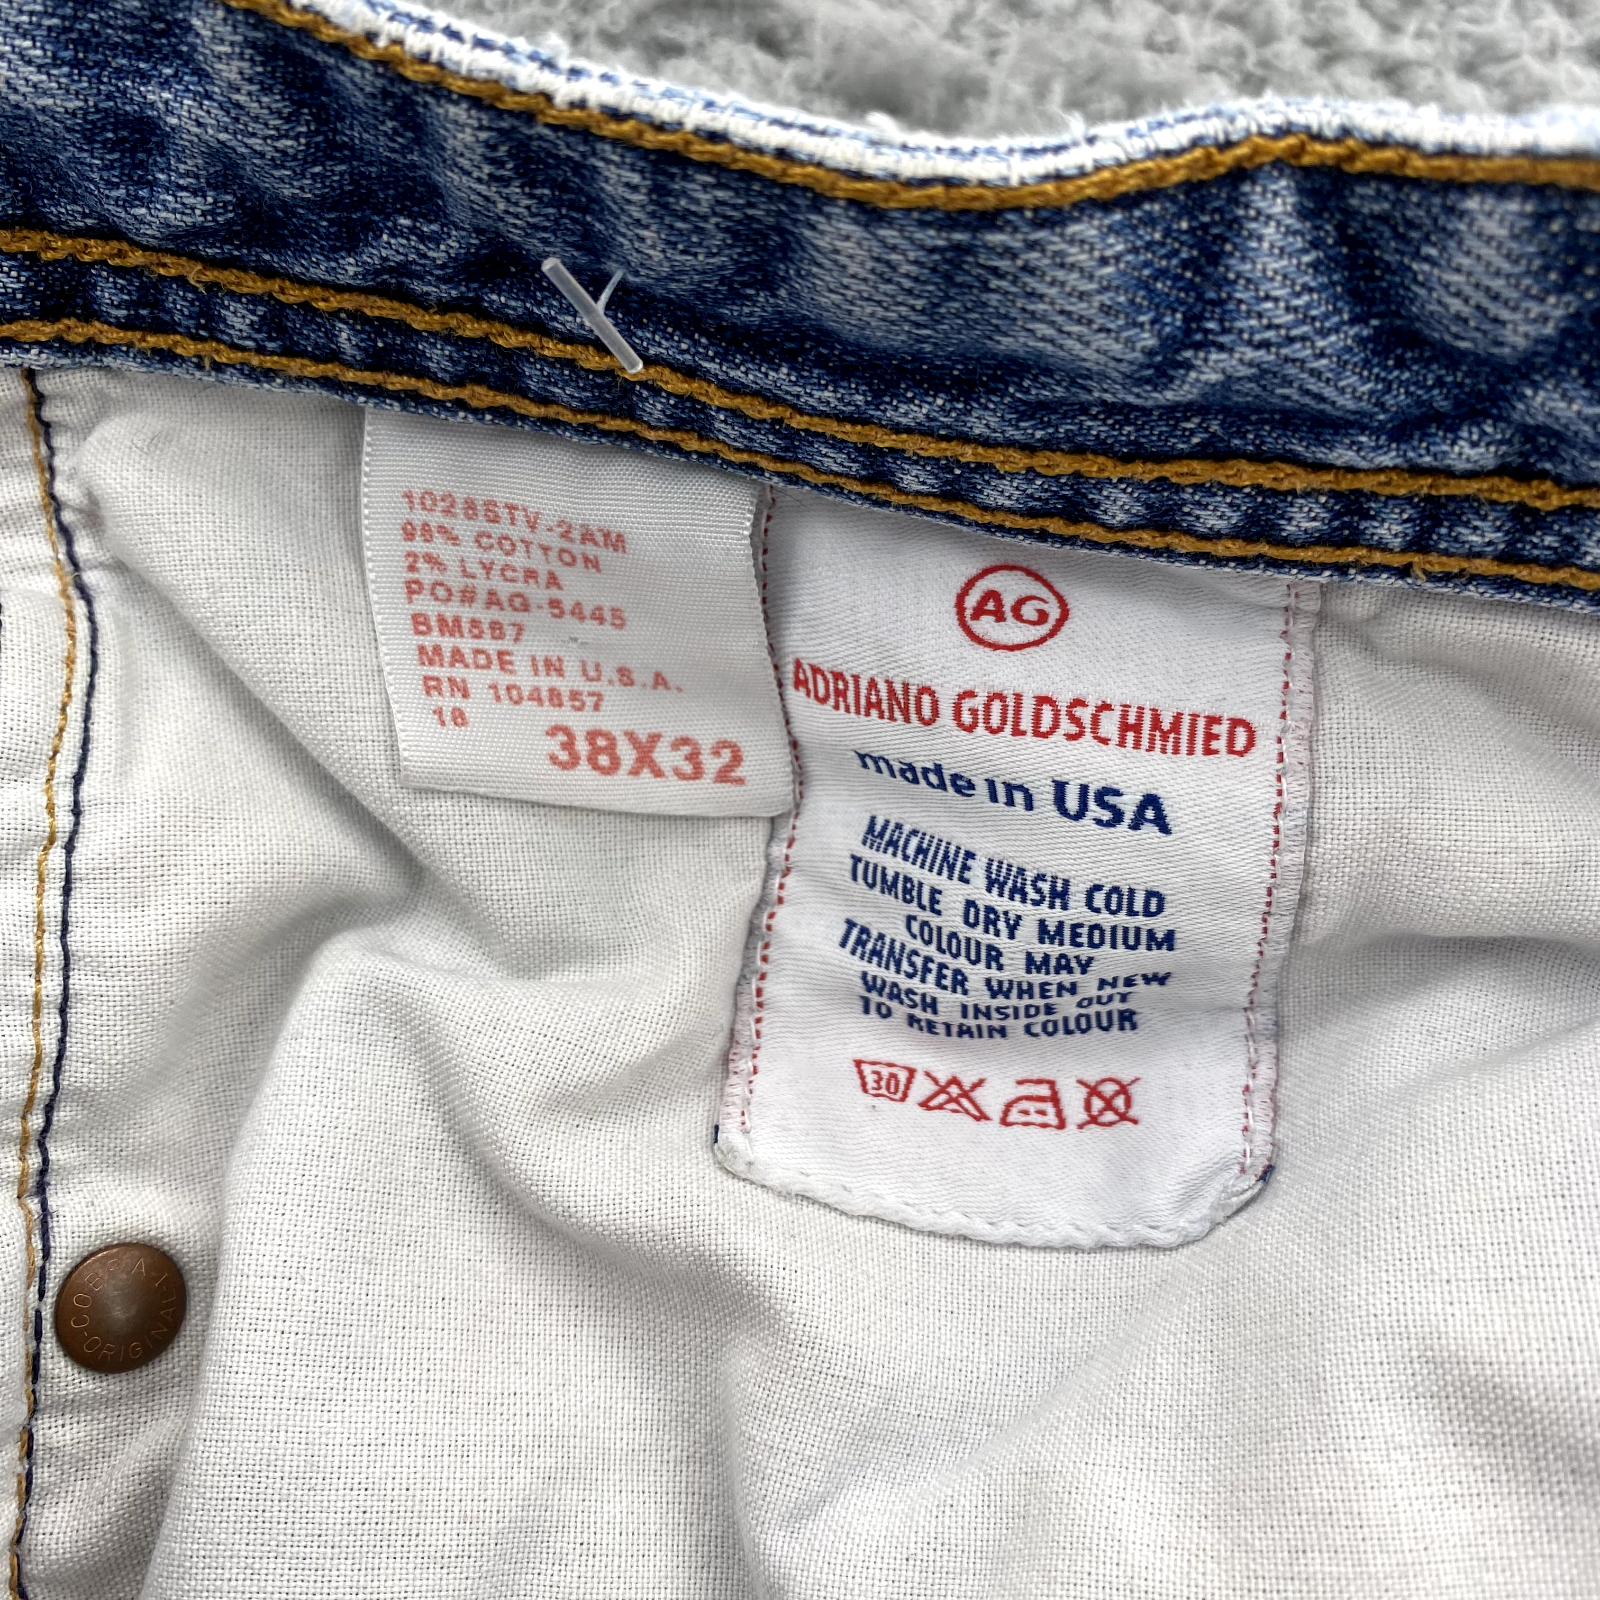 1028STV-2AM
98% COTTON
2% LYCRA
PO#AG-5445
BM587
MADE IN U.S.A.
RN 104857
18
38X32
AG
ADRIANO GOLDSCHMIED
made in USA
MACHINE WASH COLD
TUMBLE DRY MEDIUM
COLOUR MAY
TRANSFER WHEN NEW
WASH INSIDE OUT
TO RETAIN COLOUR
30
COBRA-I-ORIGINAL-I-